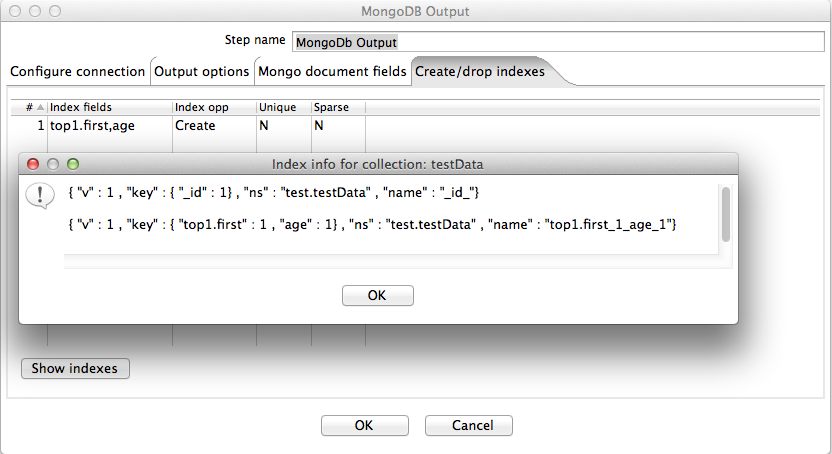 MongoDB Output
Step name MongoDb Output
Configure connection Output options Mongo document fields Create/drop indexes
# Index fields Index opp Unique Sparse
1 top1.first,age Create N N
Index info for collection: testData
{ "v" : 1 , "key" : { "_id" : 1} , "ns" : "test.testData" , "name" : "_id_"}
{ "v" : 1 , "key" : { "top1.first" : 1 , "age" : 1} , "ns" : "test.testData" , "name" : "top1.first_1_age_1"}
OK
Show indexes
OK Cancel